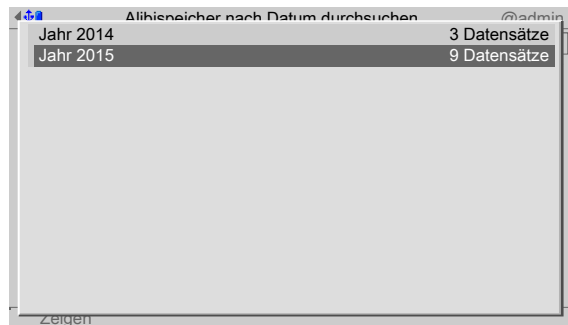 Alibispeicher nach Datum durchsuchen @admin
Jahr 2014 3 Datensätze
Jahr 2015 9 Datensätze
Zeigen